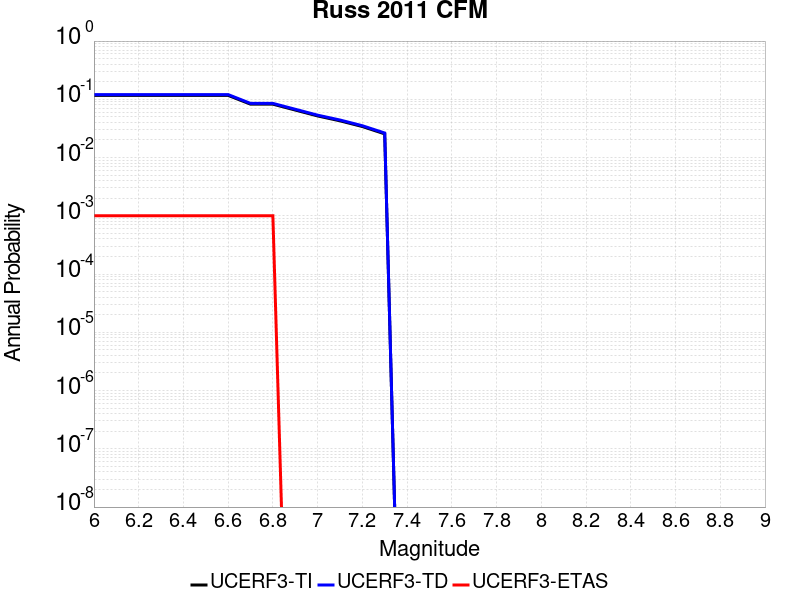 Russ 2011 CFM
10^0
10^-1
10^-2
10^-3
10^-4
10^-5
10^-6
10^-7
10^-8
Annual Probability
6 6.2 6.4 6.6 6.8 7 7.2 7.4 7.6 7.8 8 8.2 8.4 8.6 8.8 9
Magnitude
UCERF3-TI UCERF3-TD UCERF3-ETAS